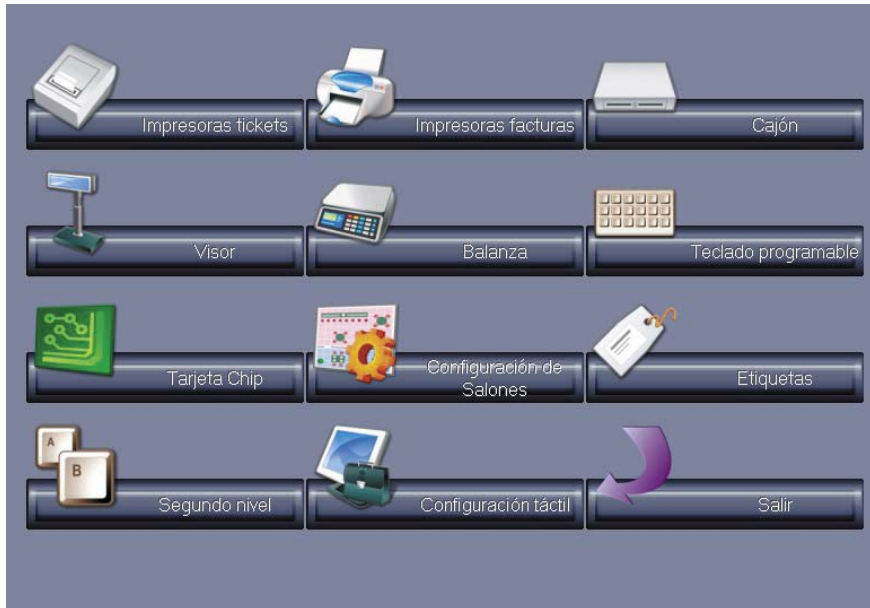 Impresoras tickets
Impresoras facturas
Cajón
Visor
Balanza
Teclado programable
Tarjeta Chip
Configuración de
Salones
Etiquetas
A
B
Segundo nivel
Configuración táctil
Salir